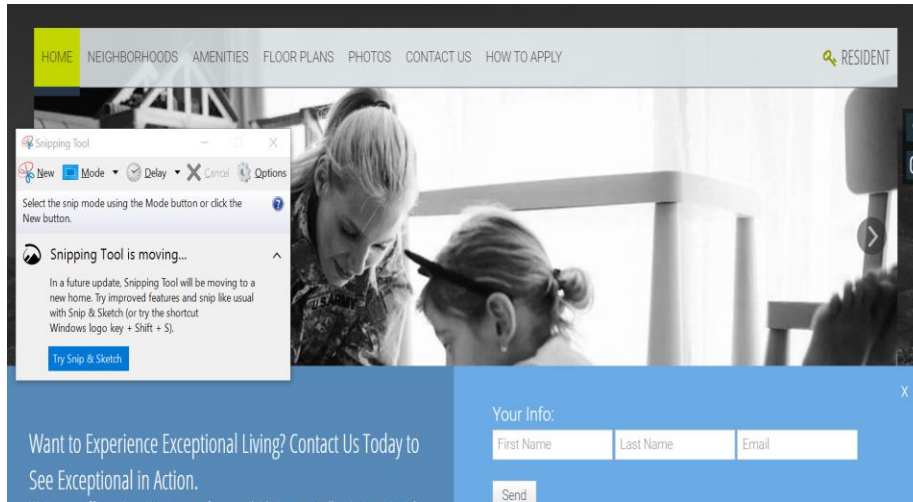 HOME NEIGHBORHOODS AMENITIES FLOOR PLANS PHOTOS CONTACT US HOW TO APPLY RESIDENT
Snipping Tool
New Mode Delay Cancel Options
Select the snip mode using the Mode button or click the
New button.
Snipping Tool is moving...
In a future update, Snipping Tool will be moving to a
new home. Try improved features and snip like usual
with Snip & Sketch (or try the shortcut
Windows logo key + Shift + S).
Try Snip & Sketch
U.S. ARMY
Want to Experience Exceptional Living? Contact Us Today to
See Exceptional in Action.
X
Your Info:
First Name Last Name Email
Send